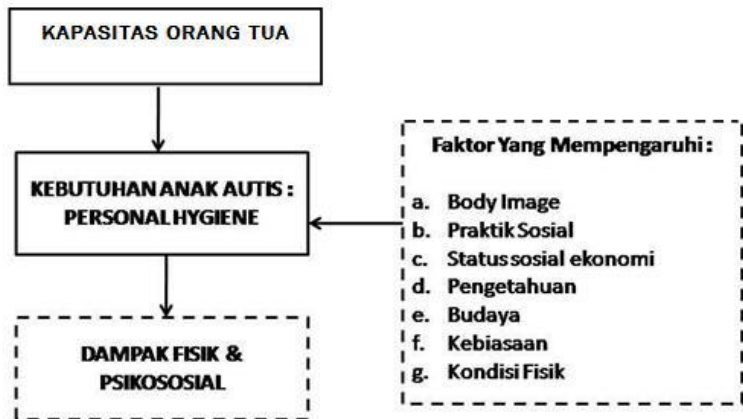 KAPASITAS ORANG TUA
KEBUTUHAN ANAK AUTIS :
PERSONAL HYGIENE
DAMPAK FISIK &
PSIKOSOSIAL
Faktor Yang Mempengaruhi :
a. Body Image
b. Praktik Sosial
c. Status sosial ekonomi
d. Pengetahuan
e. Budaya
f. Kebiasaan
g. Kondisi Fisik